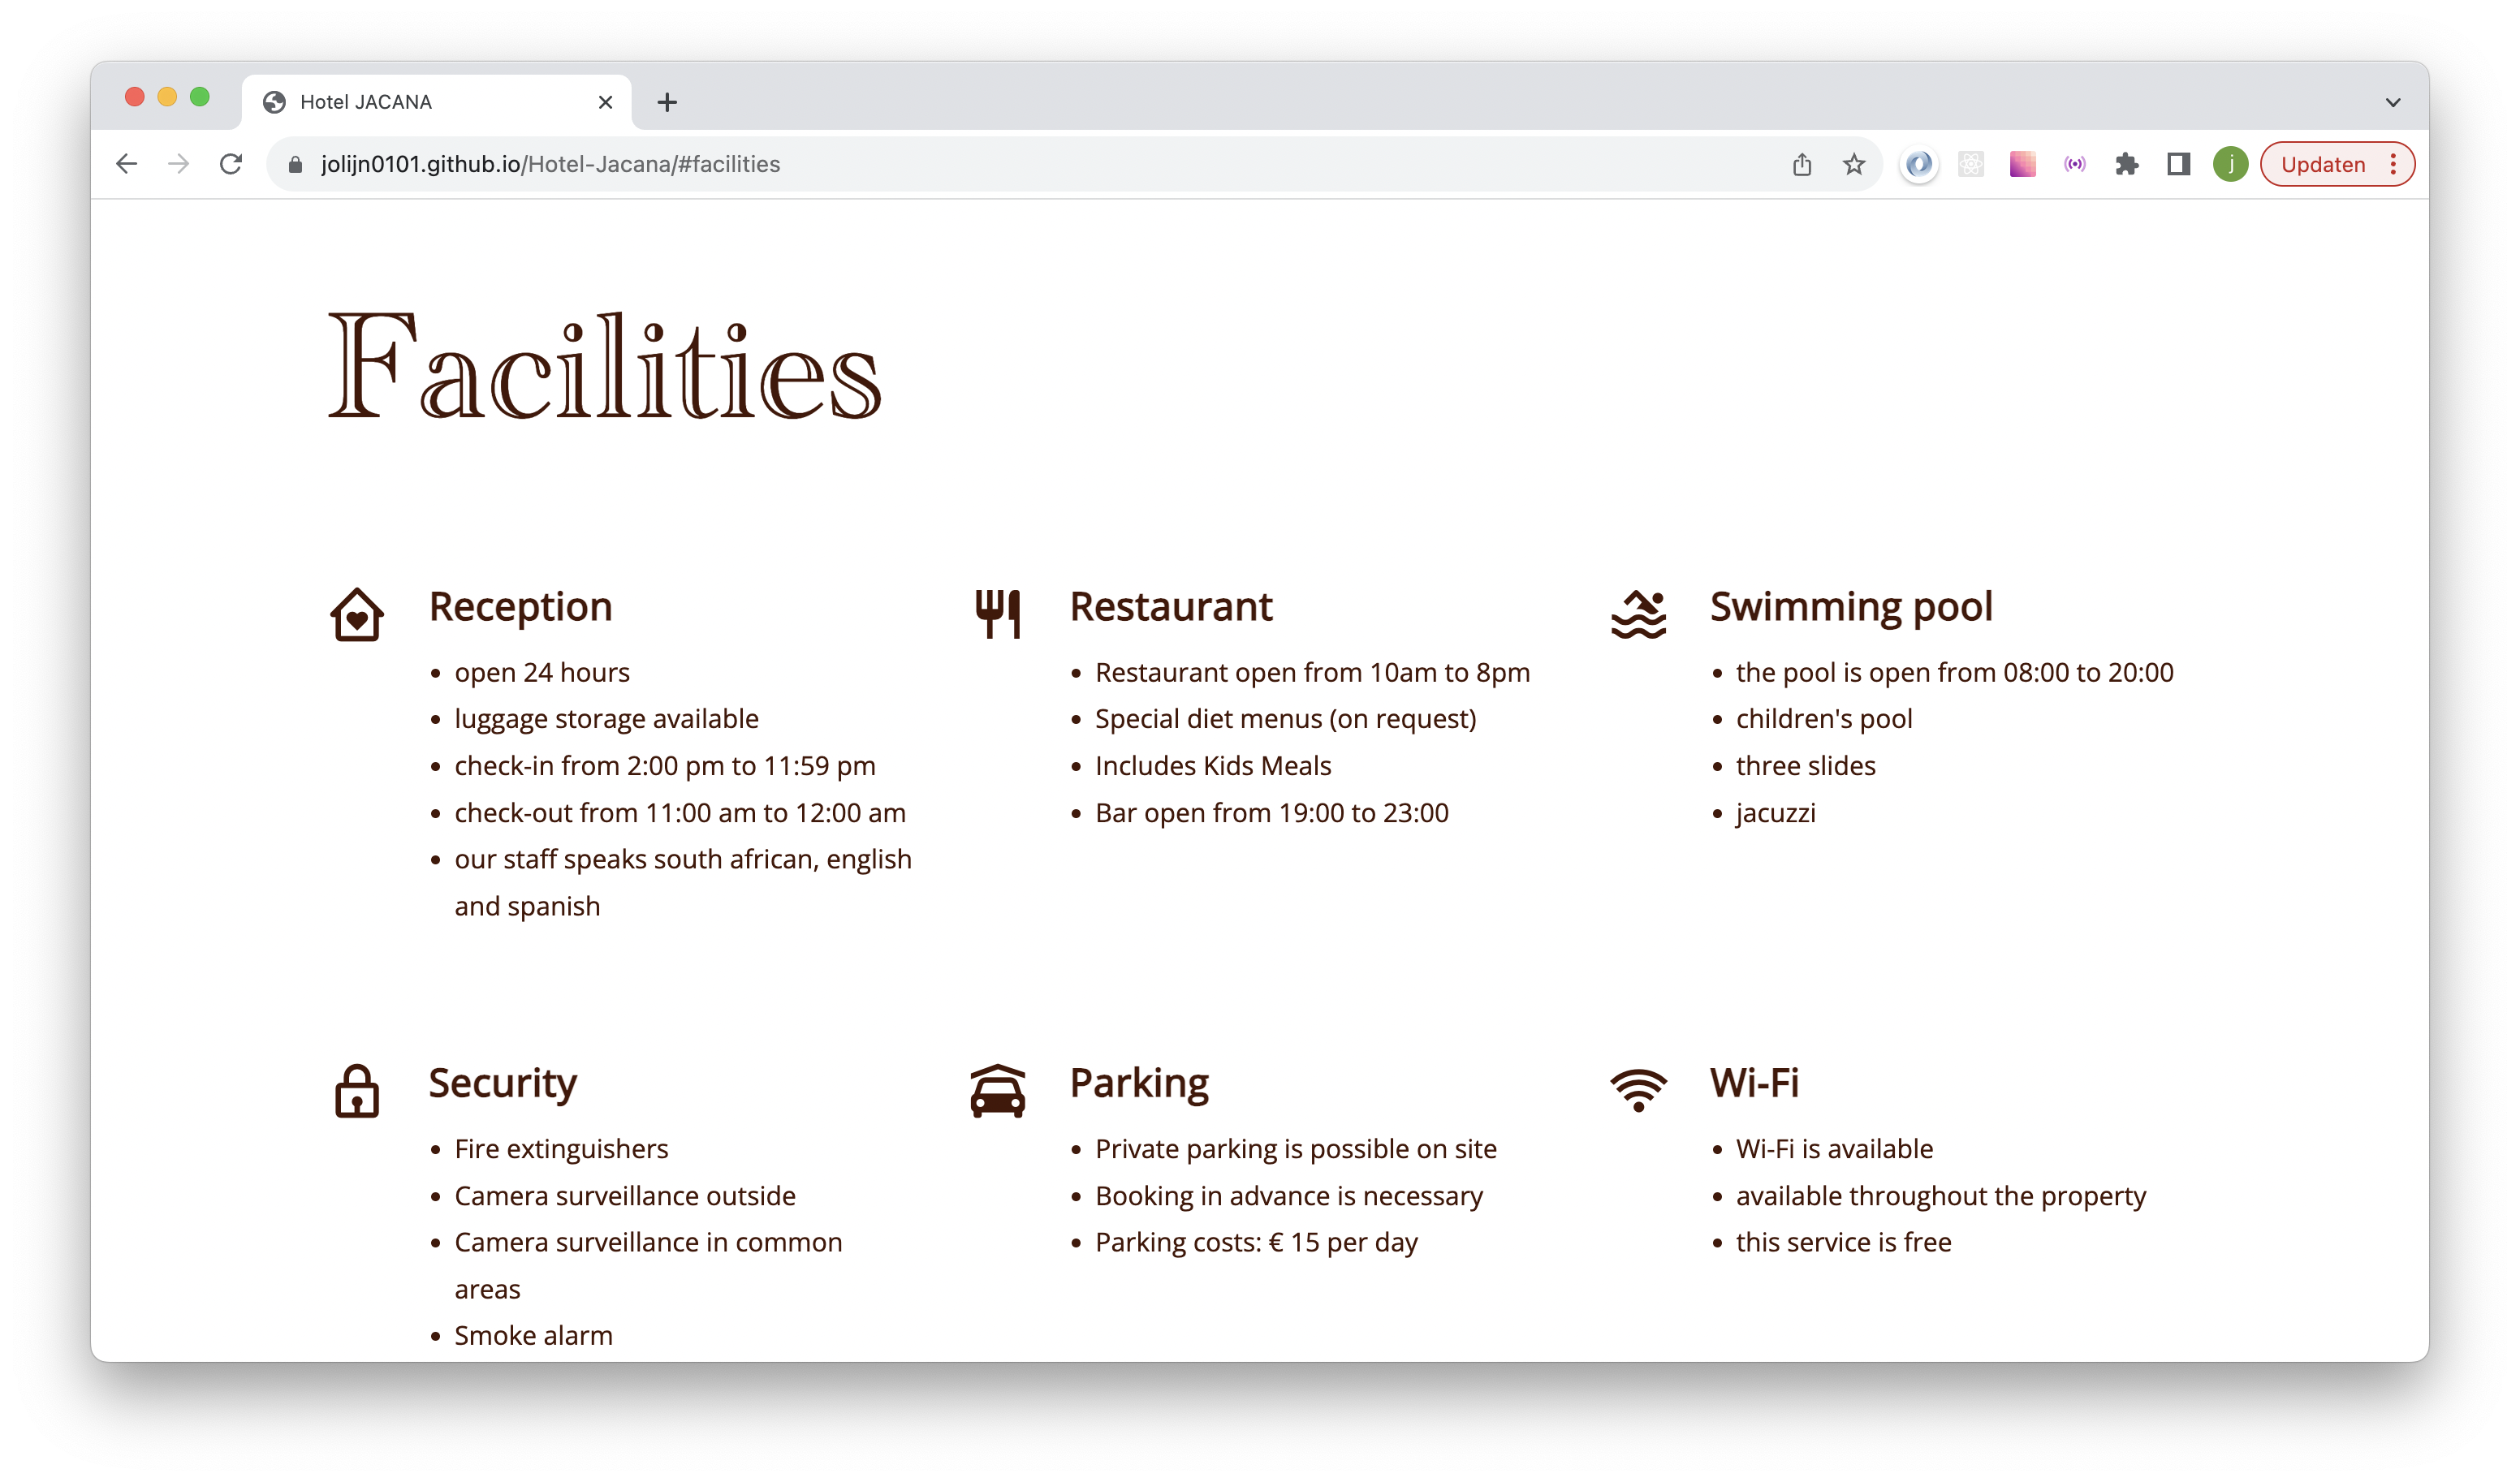 Hotel JACANA
jolijn0101.github.io/Hotel-Jacana/#facilities
j
Updaten
Facilities
Reception
• open 24 hours
• luggage storage available
• check-in from 2:00 pm to 11:59 pm
• check-out from 11:00 am to 12:00 am
• our staff speaks south african, english
and spanish
Restaurant
• Restaurant open from 10am to 8pm
• Special diet menus (on request)
• Includes Kids Meals
• Bar open from 19:00 to 23:00
Swimming pool
• the pool is open from 08:00 to 20:00
• children's pool
• three slides
• jacuzzi
Security
• Fire extinguishers
• Camera surveillance outside
• Camera surveillance in common
areas
• Smoke alarm
Parking
• Private parking is possible on site
• Booking in advance is necessary
• Parking costs: € 15 per day
Wi-Fi
• Wi-Fi is available
• available throughout the property
• this service is free